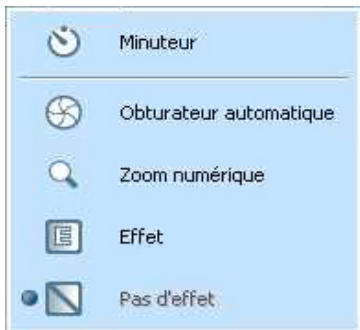 Minuteur
Obturateur automatique
Zoom numérique
Effet
Pas d'effet